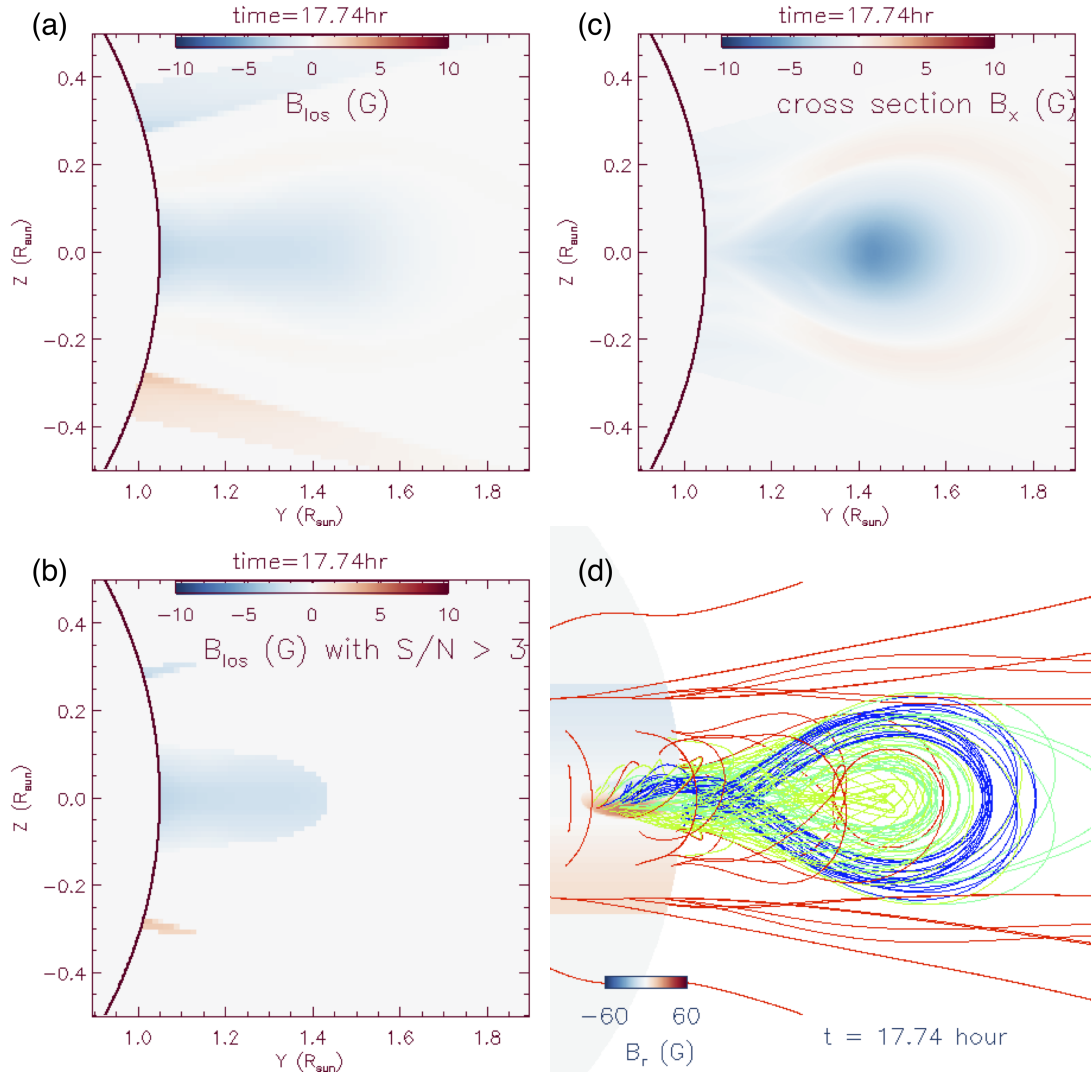 (a)
time=17.74hr
-10 -5 0 5 10
B_los (G)
0.4
0.2
0.0
-0.2
-0.4
Z (R_sun)
1.0 1.2 1.4 1.6 1.8
Y (R_sun)
(c)
time=17.74hr
-10 -5 0 5 10
cross section B_x (G)
0.4
0.2
0.0
-0.2
-0.4
Z (R_sun)
1.0 1.2 1.4 1.6 1.8
Y (R_sun)
(b)
time=17.74hr
-10 -5 0 5 10
B_los (G) with S/N > 3
0.4
0.2
0.0
-0.2
-0.4
Z (R_sun)
1.0 1.2 1.4 1.6 1.8
Y (R_sun)
(d)
-60 60
B_r (G)
t = 17.74 hour